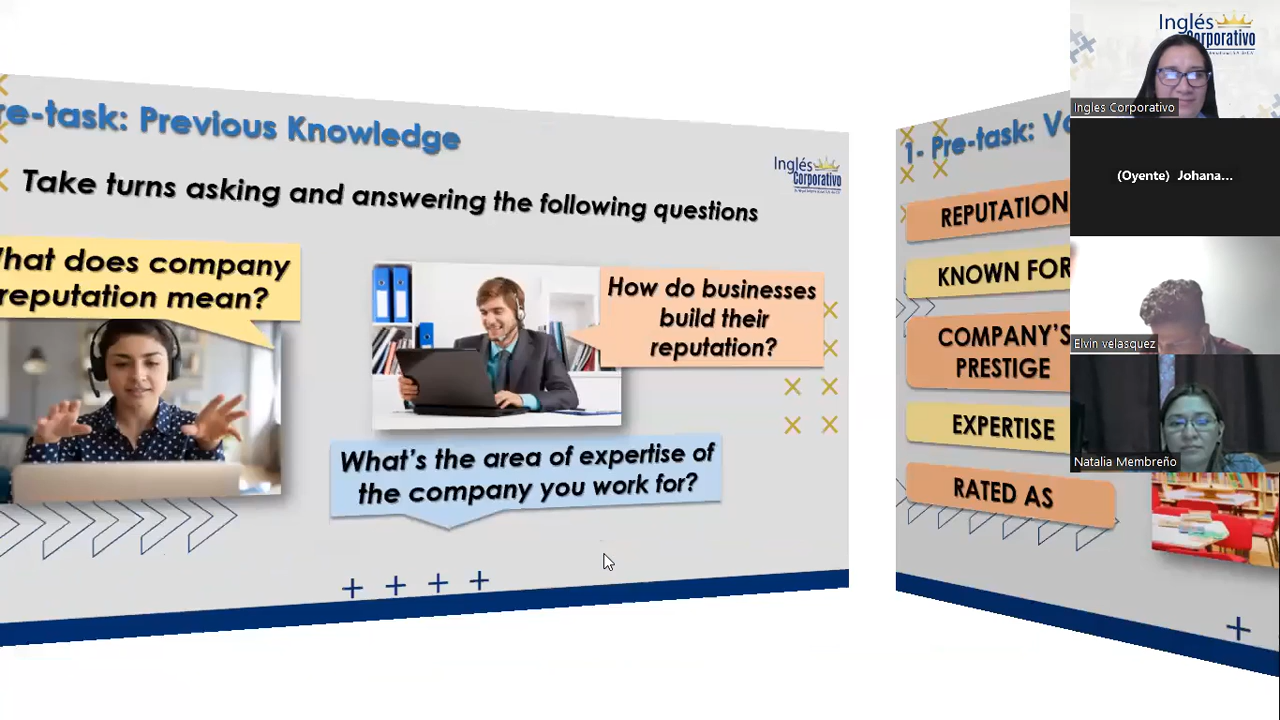 re-task: Previous Knowledge
Take turns asking and answering the following questions
Inglés
Corporativo
What does company
reputation mean?
How do businesses
build their
reputation?
What's the area of expertise of
the company you work for?
1- Pre-task: Vo
REPUTATION
KNOWN FOR
COMPANY'S
PRESTIGE
EXPERTISE
RATED AS
Inglés
Corporativo
Ingles Corporativo
(Oyente) Johana...
Elvin velasquez
Natalia Membreño